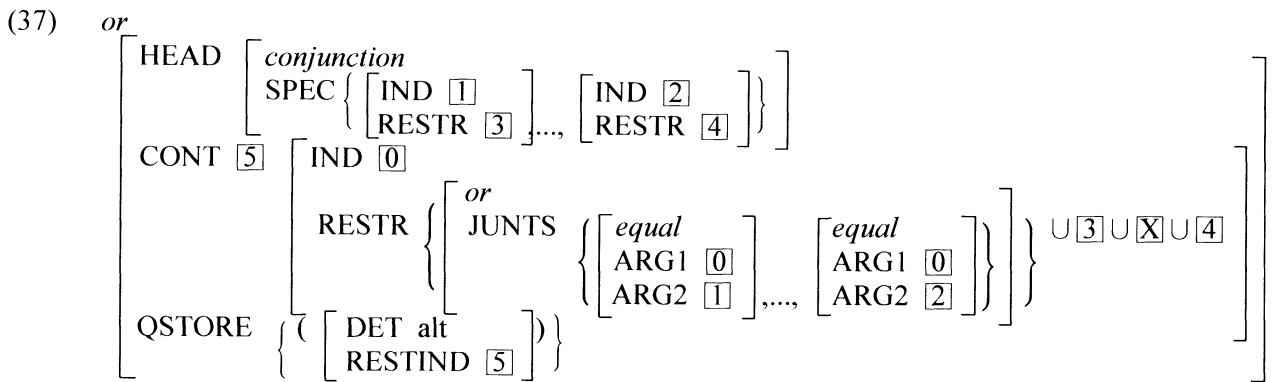 (37) or
HEAD conjunction
SPEC { [IND [1] ,..., [IND [2] ] }
RESTR [3] RESTR [4]
CONT [5] IND [0]
or
RESTR { JUNTS { equal ,..., equal } } ∪ [3] ∪ [X] ∪ [4]
ARG1 [0] ARG1 [0]
ARG2 [1] ARG2 [2]
QSTORE { ( [ DET alt ] ) }
RESTIND [5]